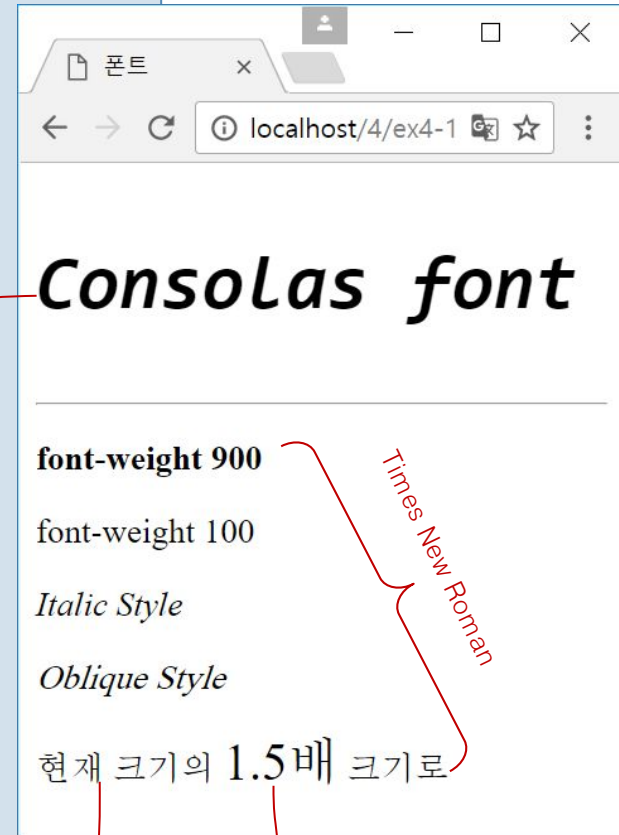 폰트
localhost/4/ex4-1
Consolas font
font-weight 900
font-weight 100
Italic Style
Oblique Style
현재 크기의 1.5배 크기로
Times New Roman